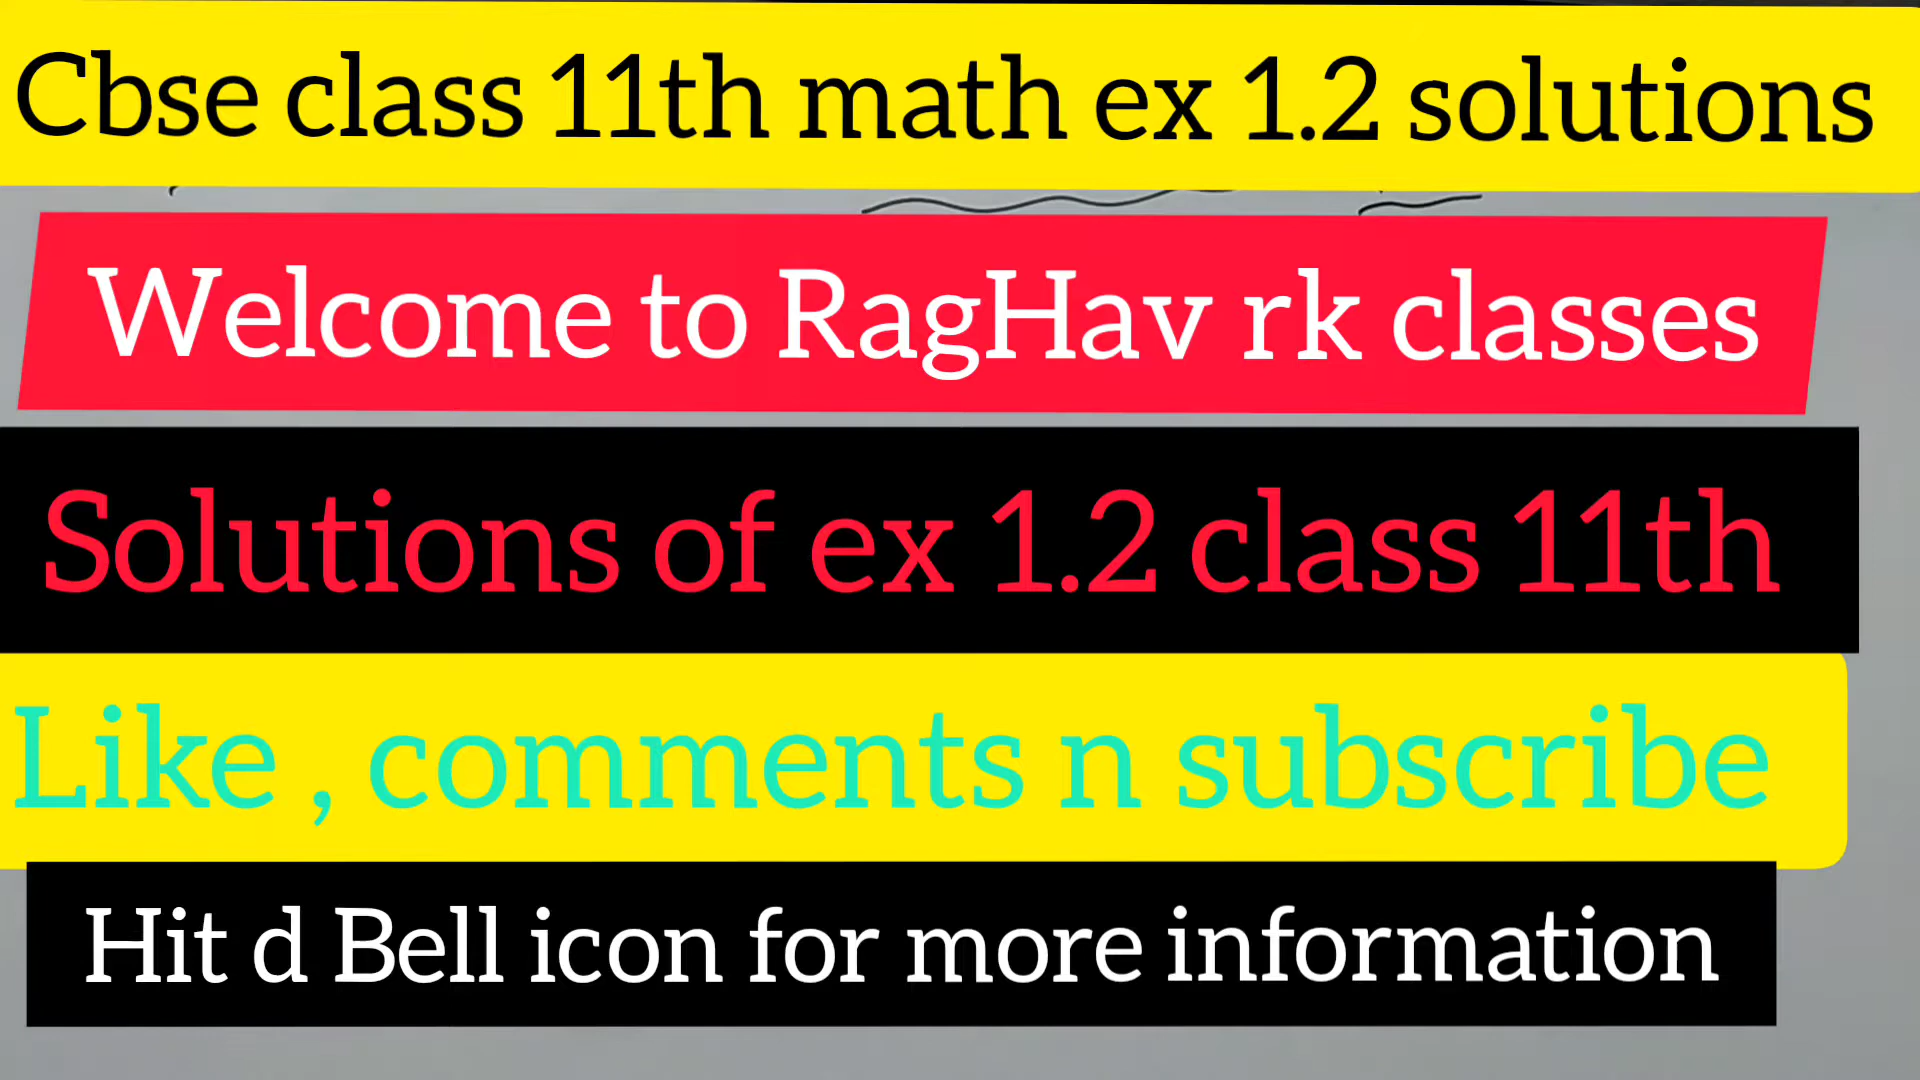 Cbse class 11th math ex 1.2 solutions
Welcome to RagHav rk classes
Solutions of ex 1.2 class 11th
Like , comments n subscribe
Hit d Bell icon for more information